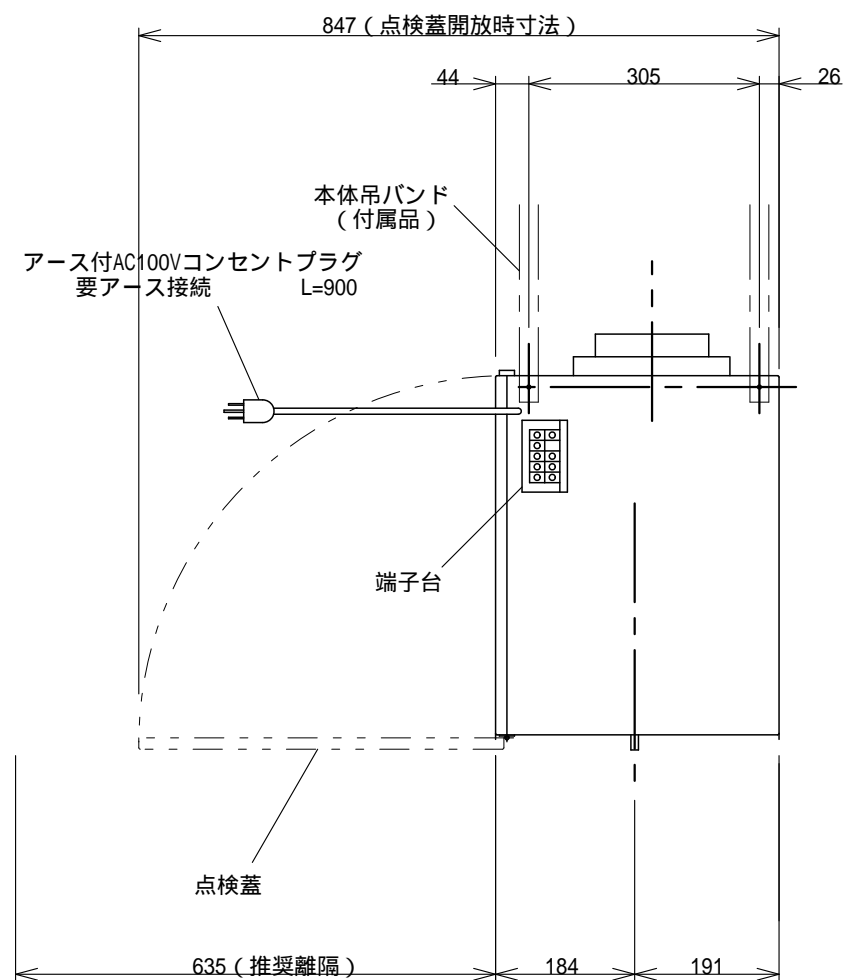 847(点検蓋開放時寸法)
44 305 26
本体吊バンド
(付属品)
アース付AC100Vコンセントプラグ
要アース接続 L=900
端子台
点検蓋
635(推奨離隔) 184 191